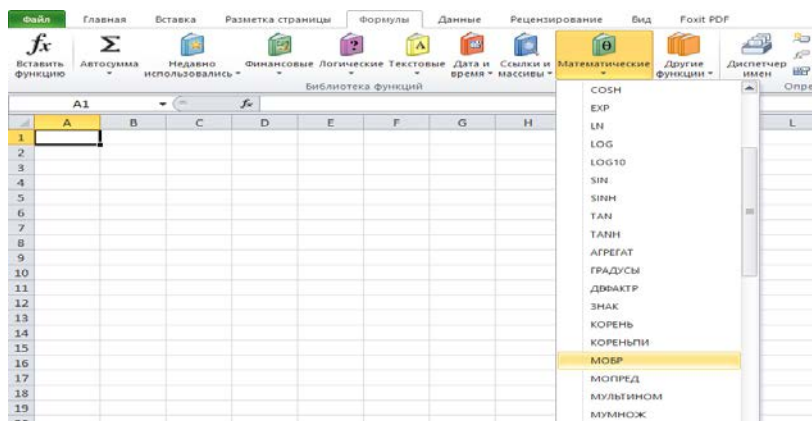 Файл Главная Вставка Разметка страницы Формулы Данные Рецензирование Вид Foxit PDF
fx Σ θ
Вставить функцию
Автосумма
Недавно использовались
Финансовые
Логические
Текстовые
Дата и время
Ссылки и массивы
Математические
Другие функции
Диспетчер имен
Библиотека функций
Опре
A1 fx
A B C D E F G H L
1
2
3
4
5
6
7
8
9
10
11
12
13
14
15
16
17
18
19
COSH
EXP
LN
LOG
LOG10
SIN
SINH
TAN
TANH
АГРЕГАТ
ГРАДУСЫ
ДВФАКТР
ЗНАК
КОРЕНЬ
КОРЕНЬПИ
МОБР
МОПРЕД
МУЛЬТИНОМ
МУМНОЖ